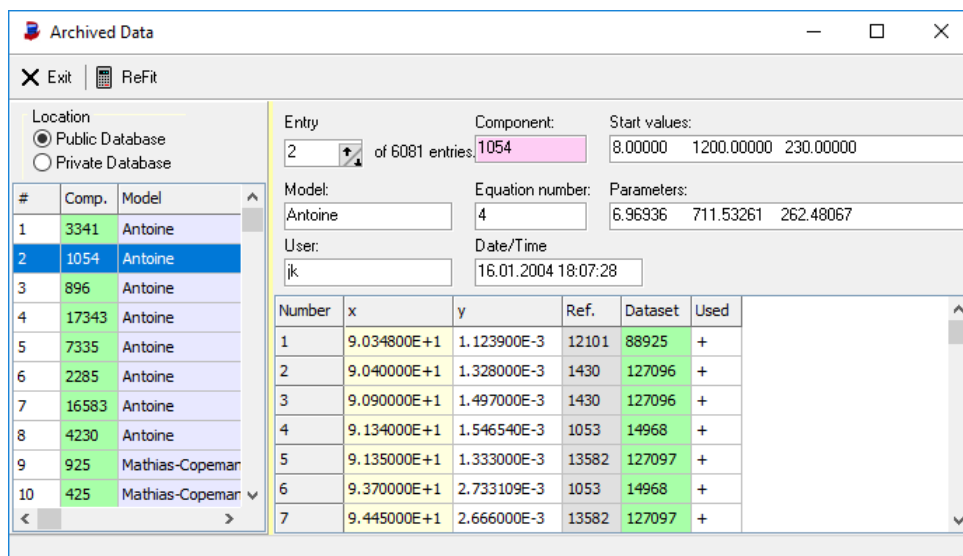 Archived Data
Exit ReFit
Location
Public Database
Private Database
# Comp. Model
1 3341 Antoine
2 1054 Antoine
3 896 Antoine
4 17343 Antoine
5 7335 Antoine
6 2285 Antoine
7 16583 Antoine
8 4230 Antoine
9 925 Mathias-Copeman
10 425 Mathias-Copeman
Entry Component: Start values:
2 of 6081 entries. 1054 8.00000 1200.00000 230.00000
Model: Equation number: Parameters:
Antoine 4 6.96936 711.53261 262.48067
User: Date/Time
jk 16.01.2004 18:07:28
Number x y Ref. Dataset Used
1 9.034800E+1 1.123900E-3 12101 88925 +
2 9.040000E+1 1.328000E-3 1430 127096 +
3 9.090000E+1 1.497000E-3 1430 127096 +
4 9.134000E+1 1.546540E-3 1053 14968 +
5 9.135000E+1 1.333000E-3 13582 127097 +
6 9.370000E+1 2.733109E-3 1053 14968 +
7 9.445000E+1 2.666000E-3 13582 127097 +